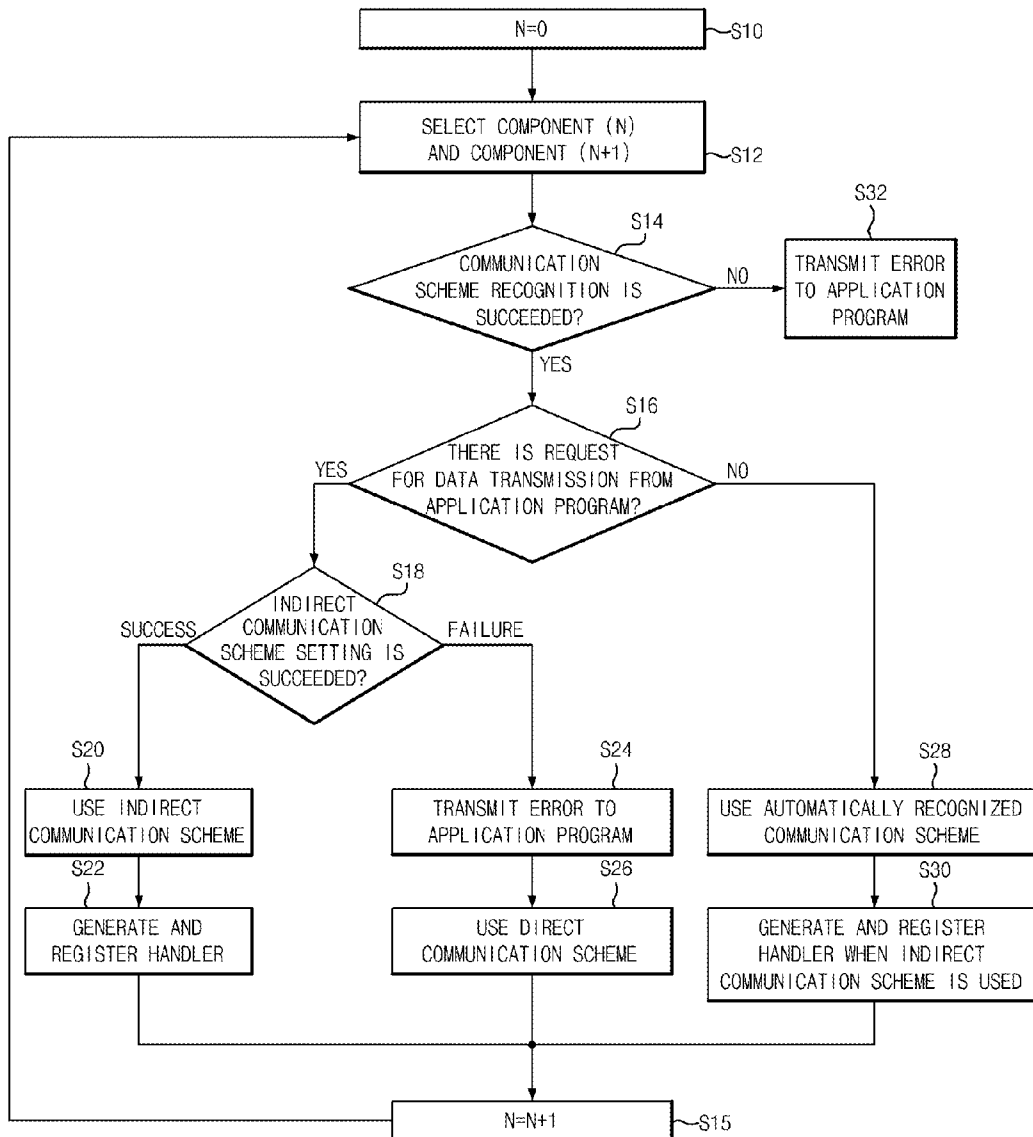 N=0
S10
SELECT COMPONENT (N)
AND COMPONENT (N+1)
S12
S14
COMMUNICATION
SCHEME RECOGNITION IS
SUCCEEDED?
NO
S32
TRANSMIT ERROR
TO APPLICATION
PROGRAM
YES
S16
THERE IS REQUEST
FOR DATA TRANSMISSION FROM
APPLICATION PROGRAM?
YES
NO
S18
INDIRECT
COMMUNICATION
SCHEME SETTING IS
SUCCEEDED?
SUCCESS
FAILURE
S20
USE INDIRECT
COMMUNICATION SCHEME
S22
GENERATE AND
REGISTER HANDLER
S24
TRANSMIT ERROR TO
APPLICATION PROGRAM
S26
USE DIRECT
COMMUNICATION SCHEME
S28
USE AUTOMATICALLY RECOGNIZED
COMMUNICATION SCHEME
S30
GENERATE AND REGISTER
HANDLER WHEN INDIRECT
COMMUNICATION SCHEME IS USED
N=N+1
S15